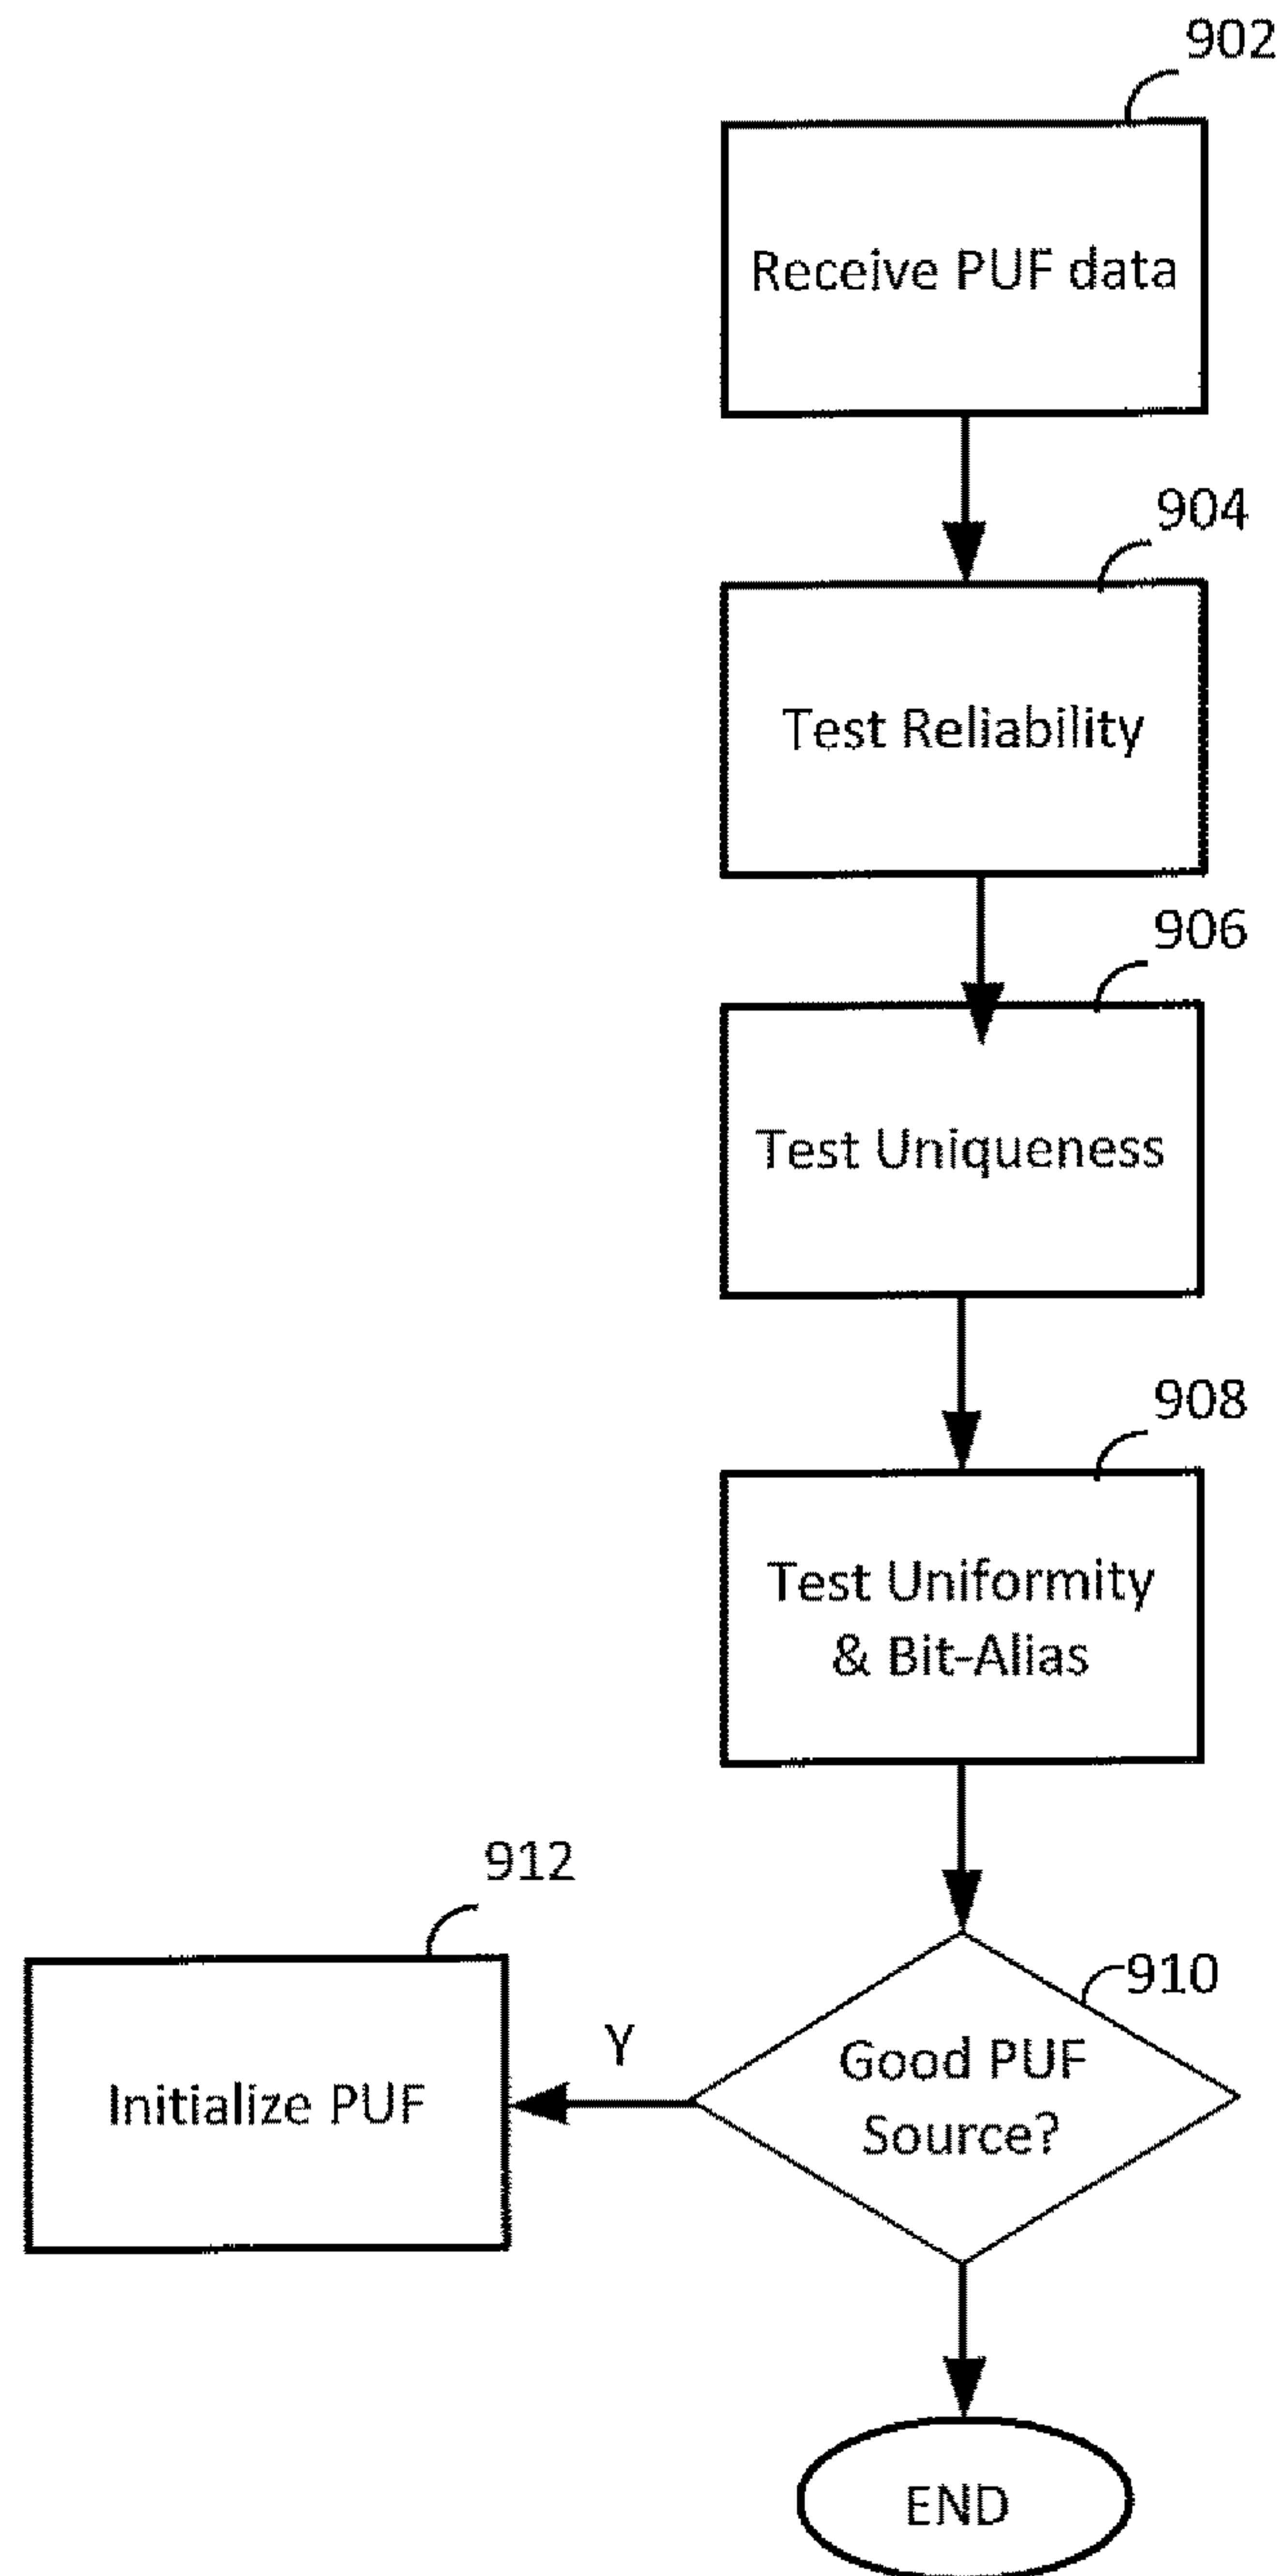 902
Receive PUF data
904
Test Reliability
906
Test Uniqueness
908
Test Uniformity
& Bit-Alias
912
910
Y
Good PUF
Source?
Initialize PUF
END